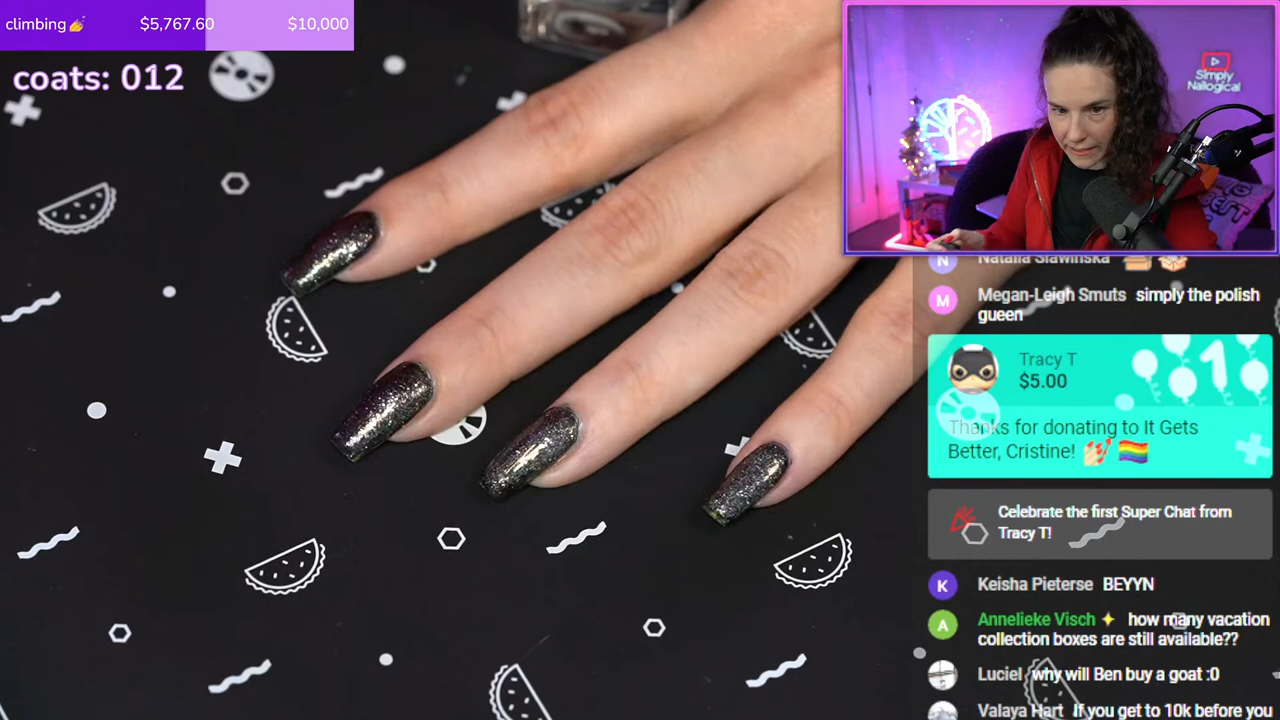 climbing💅 $5,767.60 $10,000
coats: 012
Simply
Nailogical
N Natalia Slawinska
M Megan-Leigh Smuts simply the polish
gueen
Tracy T
$5.00
Thanks for donating to It Gets
Better, Cristine! 💅🏻 🏳️‍🌈
Celebrate the first Super Chat from
Tracy T!
K Keisha Pieterse BEYYN
A Annelieke Visch how many vacation
collection boxes are still available??
Luciel why will Ben buy a goat :0
Valaya Hart If you get to 10k before you